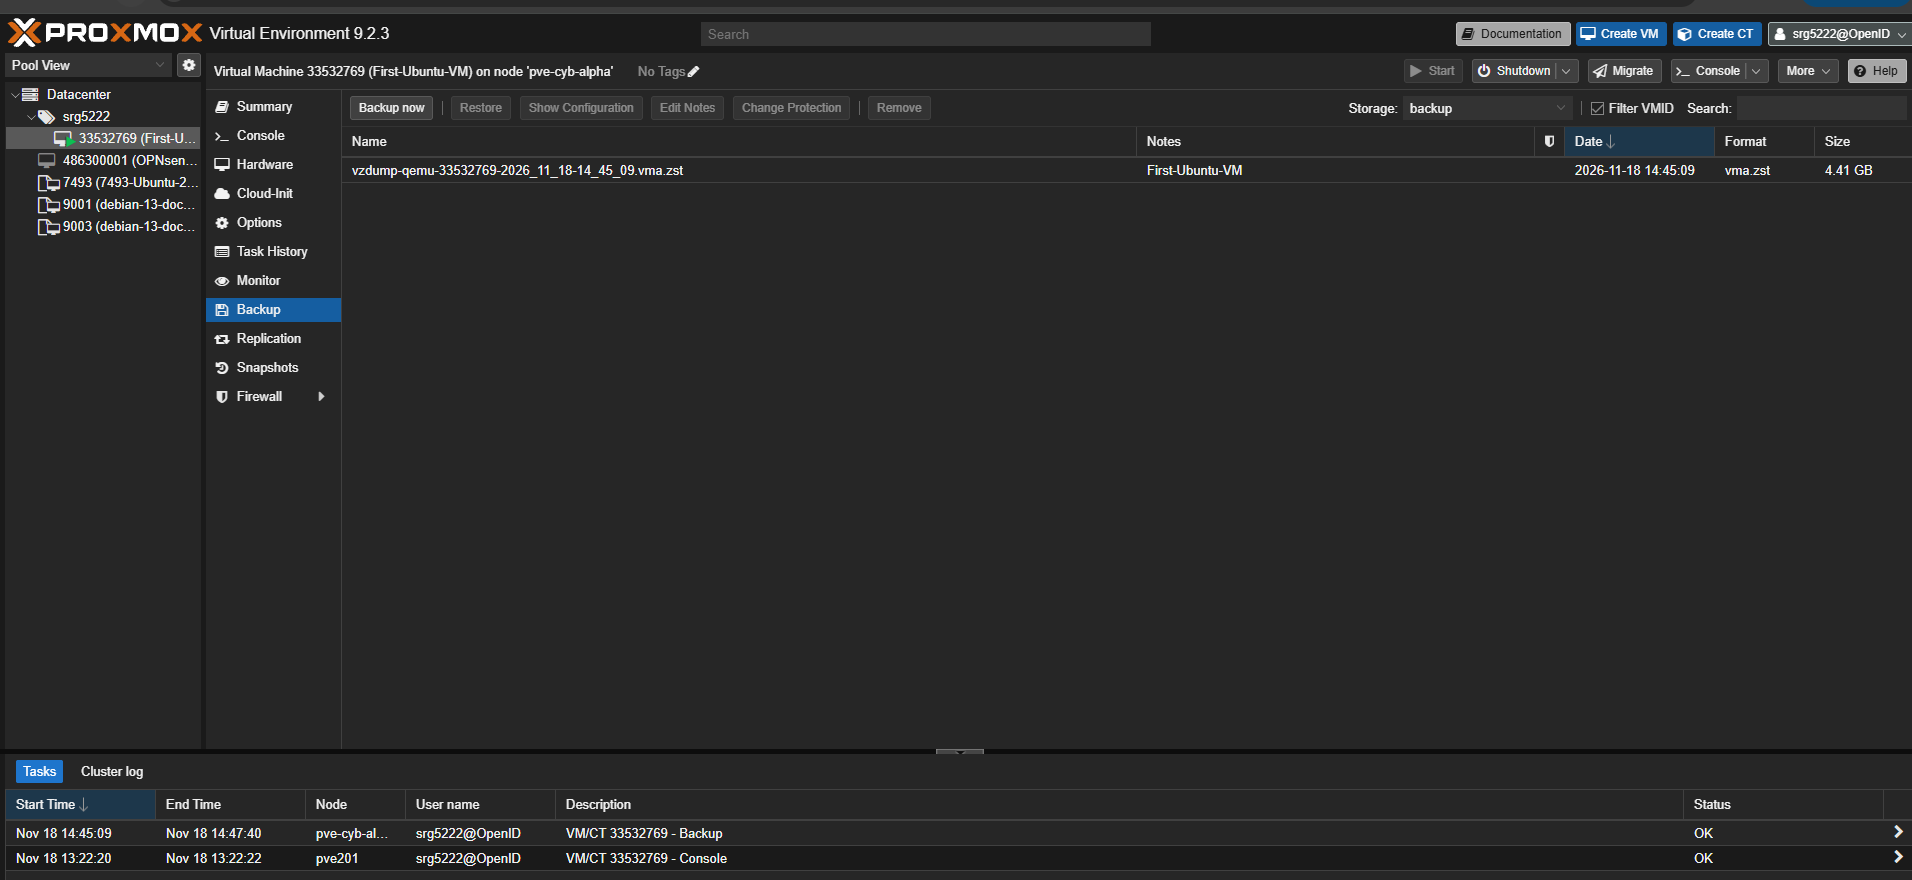 PROXMOX Virtual Environment 9.2.3 Search Documentation Create VM Create CT srg5222@OpenID
Pool View
Virtual Machine 33532769 (First-Ubuntu-VM) on node 'pve-cyb-alpha' No Tags Start Shutdown Migrate Console More Help
Datacenter
srg5222
33532769 (First-U...
486300001 (OPNsen...
7493 (7493-Ubuntu-2...
9001 (debian-13-doc...
9003 (debian-13-doc...
Summary
Console
Hardware
Cloud-Init
Options
Task History
Monitor
Backup
Replication
Snapshots
Firewall
Backup now Restore Show Configuration Edit Notes Change Protection Remove Storage: backup Filter VMID Search:
Name Notes Date Format Size
vzdump-qemu-33532769-2026_11_18-14_45_09.vma.zst First-Ubuntu-VM 2026-11-18 14:45:09 vma.zst 4.41 GB
Tasks Cluster log
Start Time End Time Node User name Description Status
Nov 18 14:45:09 Nov 18 14:47:40 pve-cyb-al... srg5222@OpenID VM/CT 33532769 - Backup OK
Nov 18 13:22:20 Nov 18 13:22:22 pve201 srg5222@OpenID VM/CT 33532769 - Console OK